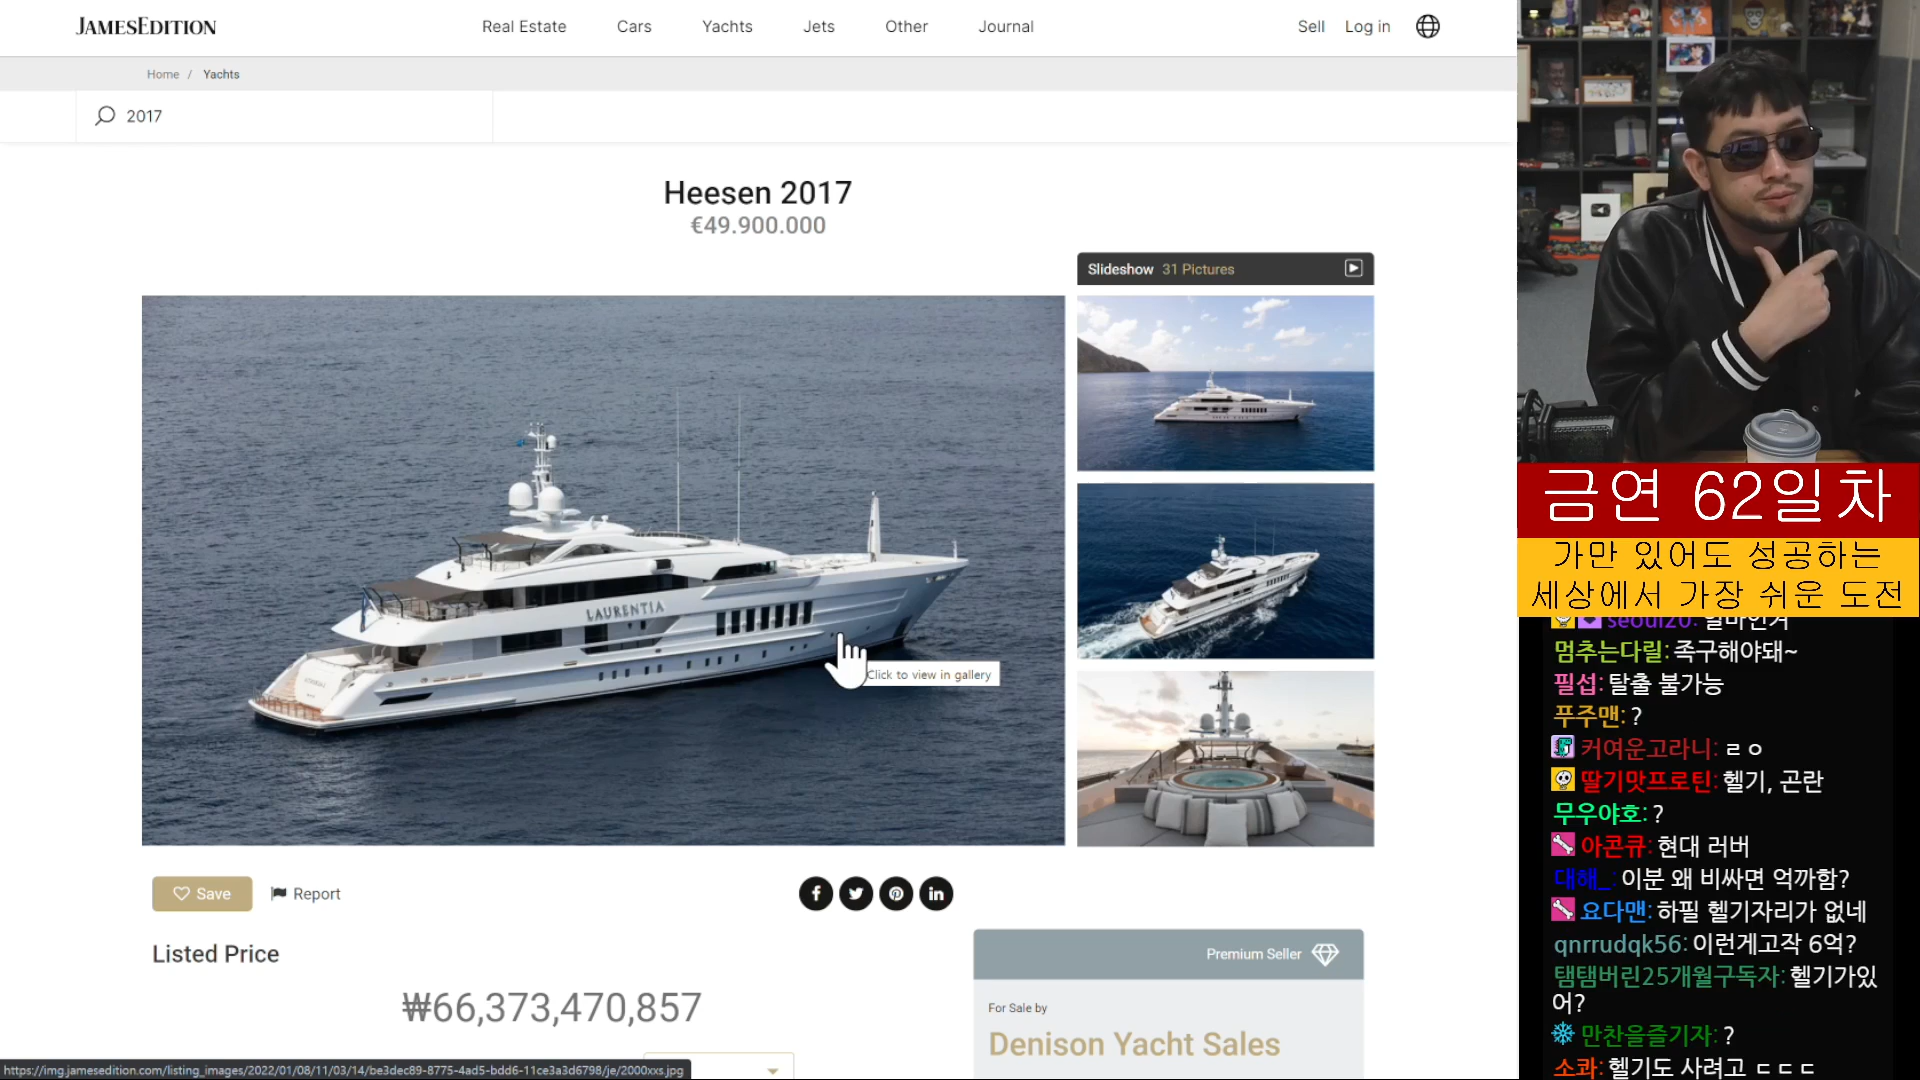 JAMESEDITION
Real Estate
Cars
Yachts
Jets
Other
Journal
Sell
Log in
Home / Yachts
2017
Heesen 2017
€49.900.000
Slideshow 31 Pictures
LAURENTIA
Click to view in gallery
Save
Report
Listed Price
₩66,373,470,857
Premium Seller
For Sale by
Denison Yacht Sales
https://img.jamesedition.com/listing_images/2022/01/08/11/03/14/be3dec89-8775-4ad5-bdd6-11ce3a3d6798/je/2000xxs.jpg
금연 62일차
가만 있어도 성공하는
세상에서 가장 쉬운 도전
seoul20: 얼마인겨
멈추는다릴: 족구해야돼~
필섭: 탈출 불가능
푸주맨: ?
커여운고라니: ㄹㅇ
딸기맛프로틴: 헬기, 곤란
무우야호: ?
아콘큐: 현대 러버
대해_: 이분 왜 비싸면 억까함?
요다맨: 하필 헬기자리가 없네
qnrrudqk56: 이런게고작 6억?
탬탬버린25개월구독자: 헬기가있
어?
만찬을즐기자: ?
소콰: 헬기도 사려고 ㄷㄷㄷ